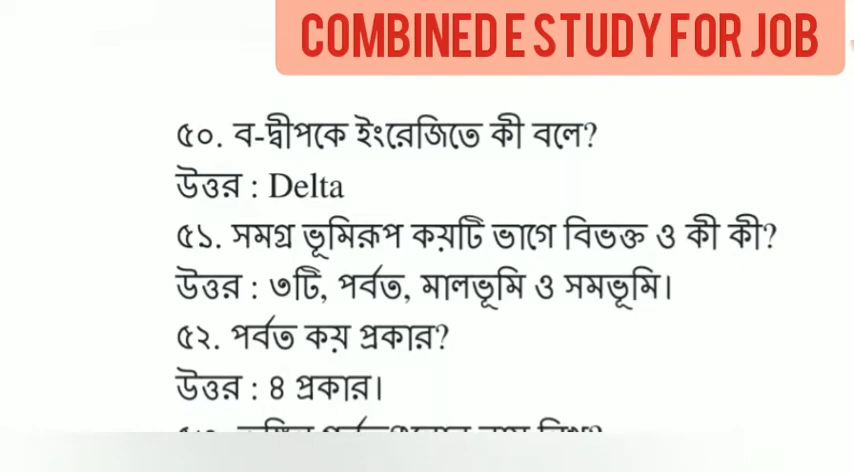 COMBINED E STUDY FOR JOB
৫০. ব-দ্বীপকে ইংরেজিতে কী বলে?
উত্তর : Delta
৫১. সমগ্র ভূমিরূপ কয়টি ভাগে বিভক্ত ও কী কী?
উত্তর : ৩টি, পর্বত, মালভূমি ও সমভূমি।
৫২. পর্বত কয় প্রকার?
উত্তর : ৪ প্রকার।